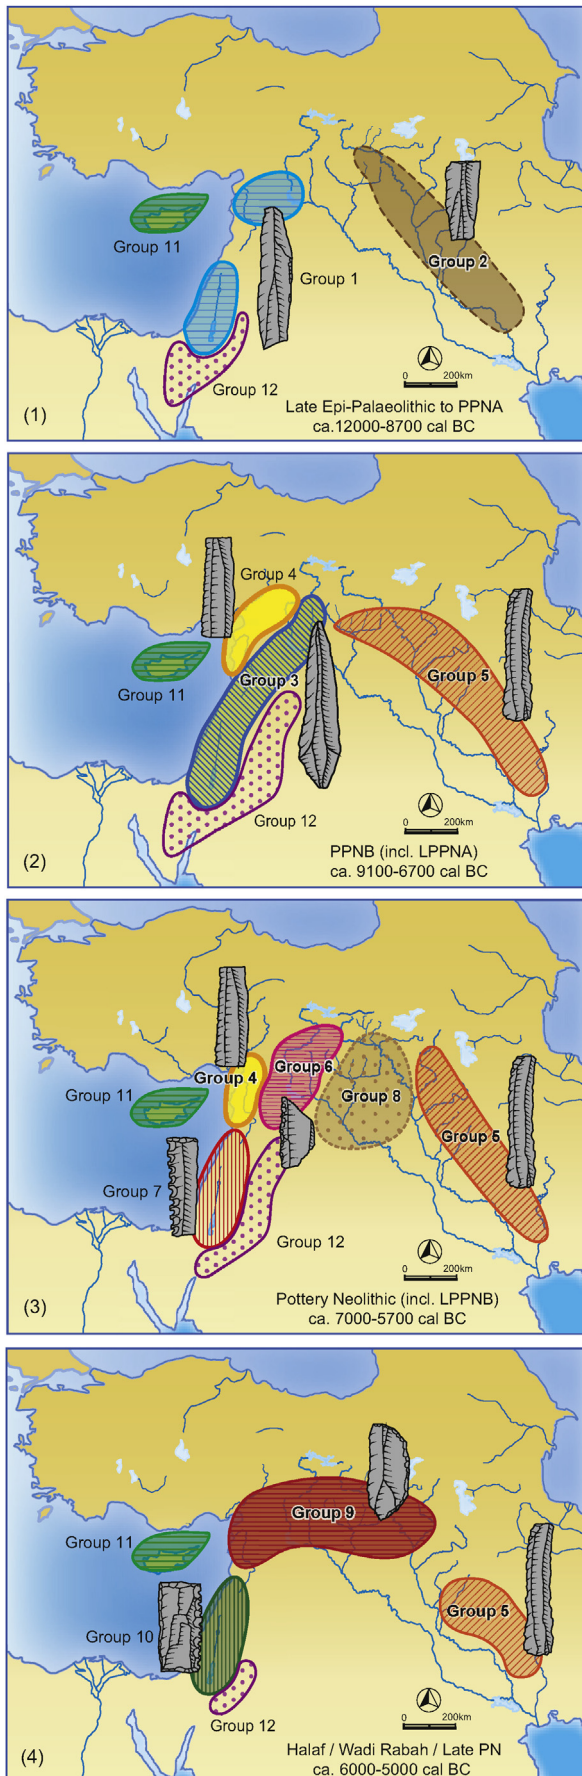 Group 11
Group 2
Group 1
Group 12
0 200km
(1)
Late Epi-Palaeolithic to PPNA
ca.12000-8700 cal BC
Group 4
Group 11
Group 3
Group 5
Group 12
0 200km
(2)
PPNB (incl. LPPNA)
ca. 9100-6700 cal BC
Group 6
Group 4
Group 11
Group 8
Group 5
Group 7
Group 12
0 200km
(3)
Pottery Neolithic (incl. LPPNB)
ca. 7000-5700 cal BC
Group 9
Group 11
Group 5
Group 10
Group 12
0 200km
(4)
Halaf / Wadi Rabah / Late PN
ca. 6000-5000 cal BC